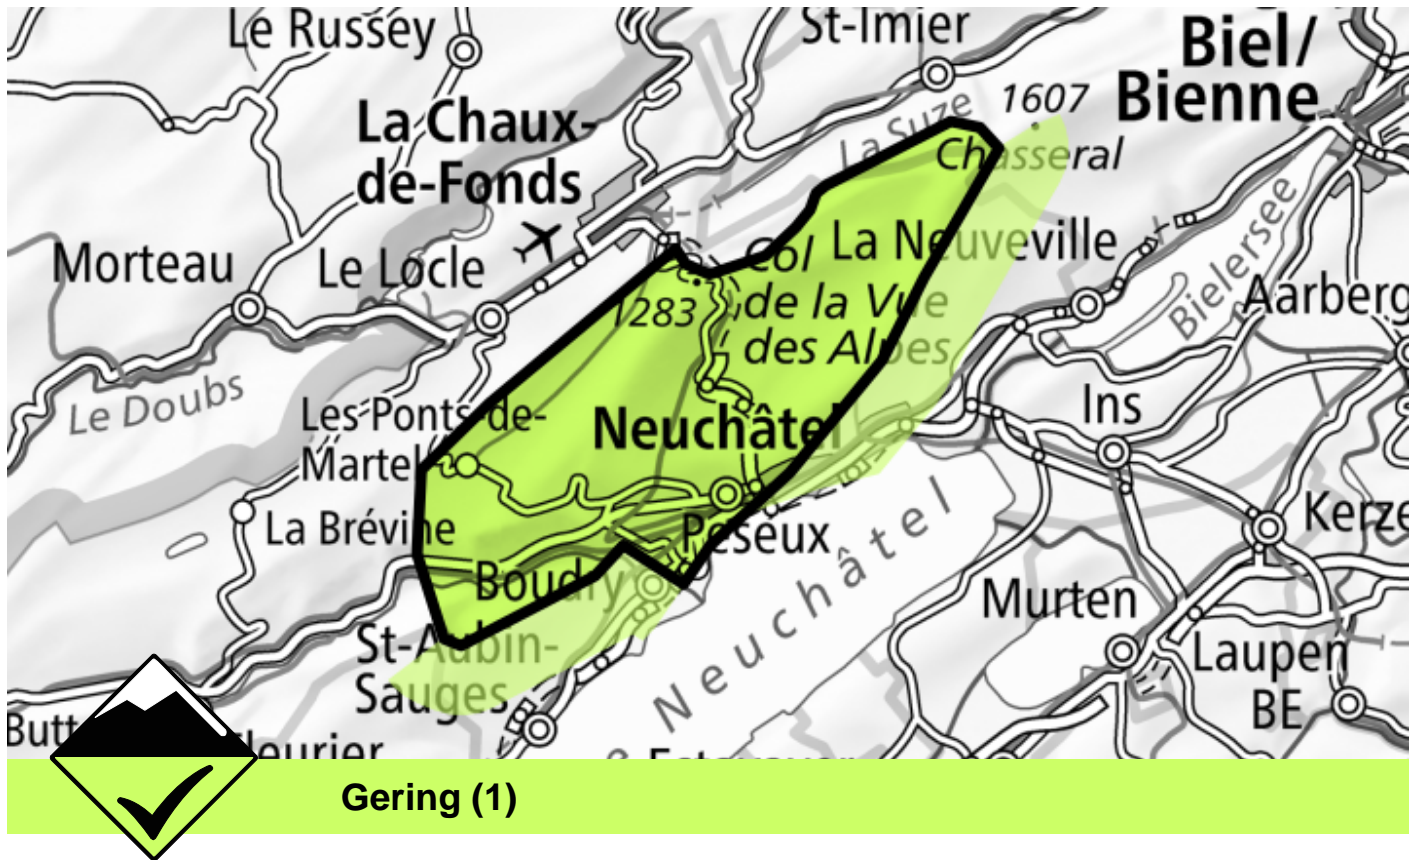 Le Russey
St-Imier
Biel/
Bienne
1607
La Chaux-
de-Fonds
La Suze
Chasseral
Morteau
Le Locle
Col
de la Vue
des Alpes
La Neuveville
1283
Bielersee
Aarberg
Le Doubs
Les Ponts-de-
Martel
Neuchâtel
Ins
La Brévine
Peseux
Kerze
Boudry
Neuchâtel
Murten
St-Aubin-
Sauges
Laupen
BE
Butt
leurier
Gering (1)